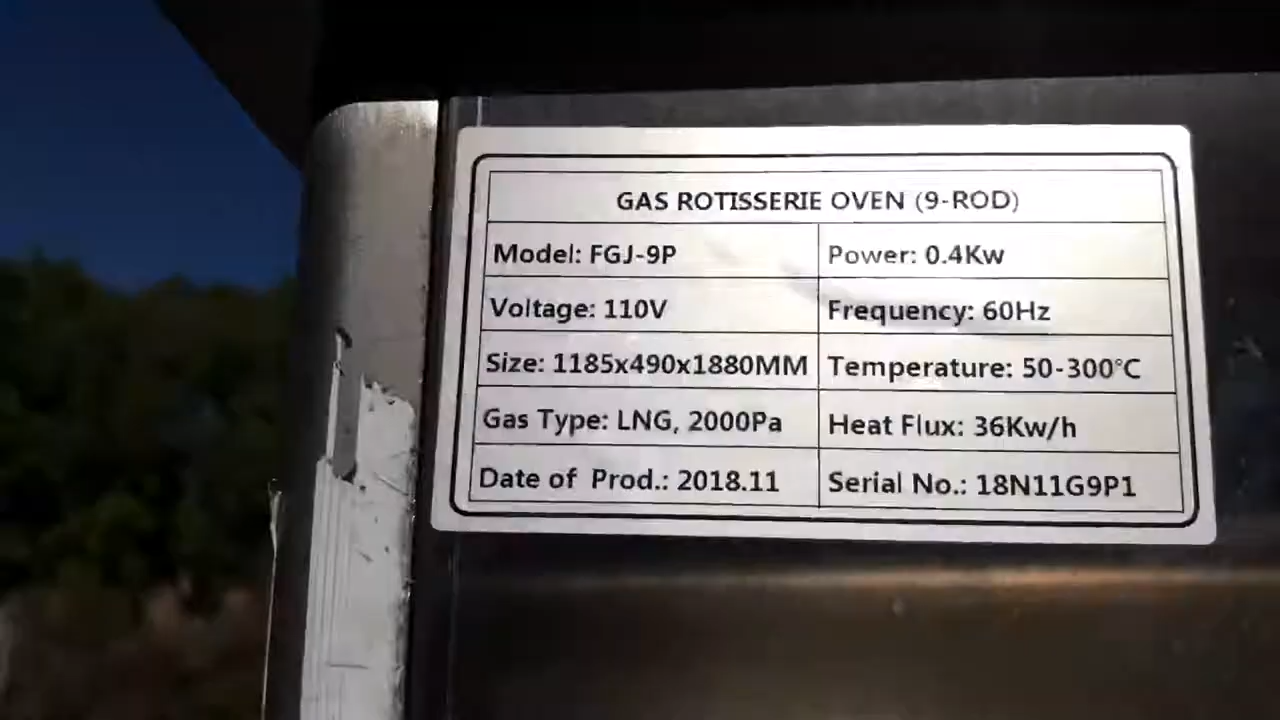 GAS ROTISSERIE OVEN (9-ROD)
Model: FGJ-9P Power: 0.4Kw
Voltage: 110V Frequency: 60Hz
Size: 1185x490x1880MM Temperature: 50-300°C
Gas Type: LNG, 2000Pa Heat Flux: 36Kw/h
Date of Prod.: 2018.11 Serial No.: 18N11G9P1